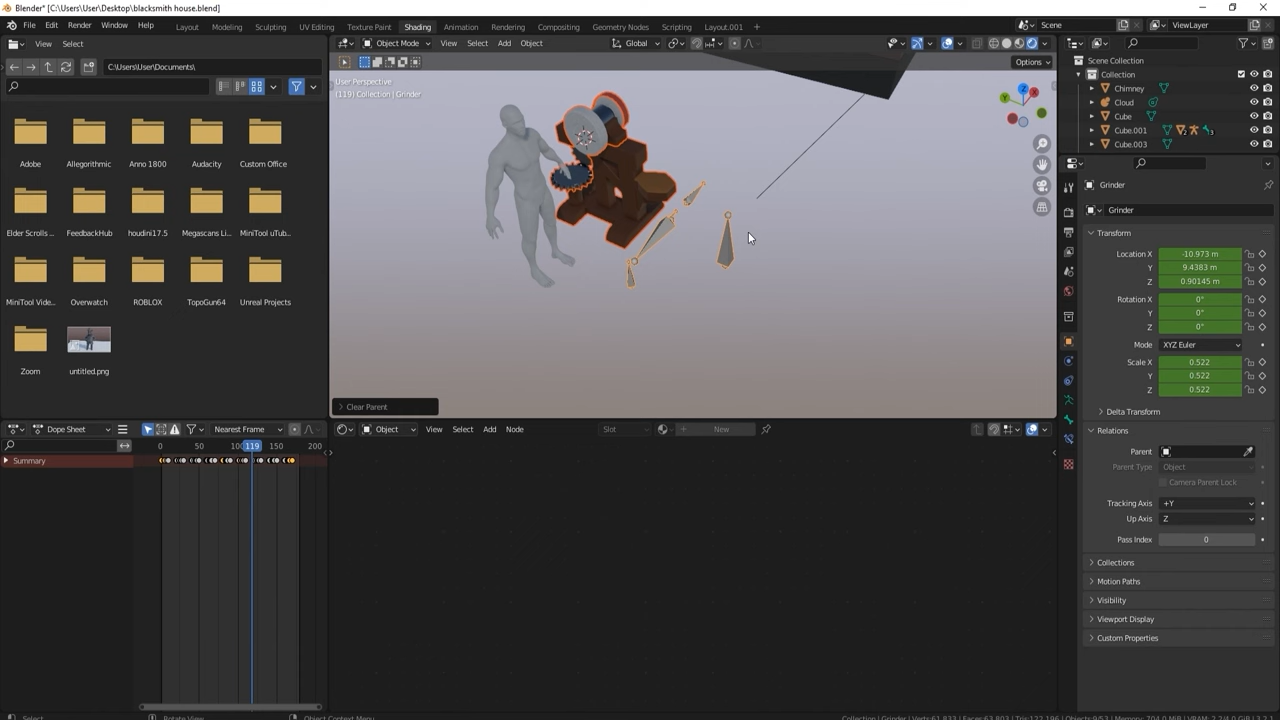 Blender* [C:\Users\User\Desktop\blacksmith house.blend]
File Edit Render Window Help Layout Modeling Sculpting UV Editing Texture Paint Shading Animation Rendering Compositing Geometry Nodes Scripting Layout.001 Scene ViewLayer
View Select
Object Mode View Select Add Object Global
C:\Users\User\Documents\
Options
User Perspective
(119) Collection | Grinder
Scene Collection
Collection
Chimney
Cloud
Cube
Cube.001
Cube.003
Adobe Allegorithmic Anno 1800 Audacity Custom Office
Elder Scrolls ... FeedbackHub houdini17.5 Megascans Li... MiniTool uTub...
MiniTool Vide... Overwatch ROBLOX TopoGun64 Unreal Projects
Zoom untitled.png
Grinder
Grinder
Transform
Location X -10.973 m
Y 9.4383 m
Z 0.90145 m
Rotation X 0°
Y 0°
Z 0°
Mode XYZ Euler
Scale X 0.522
Y 0.522
Z 0.522
Delta Transform
Relations
Parent
Parent Type Object
Camera Parent Lock
Tracking Axis +Y
Up Axis Z
Pass Index 0
Collections
Motion Paths
Visibility
Viewport Display
Custom Properties
Clear Parent
Dope Sheet Nearest Frame
Object View Select Add Node Slot New
0 50 100 119 150 200
Summary
Select Rotate View Object Context Menu